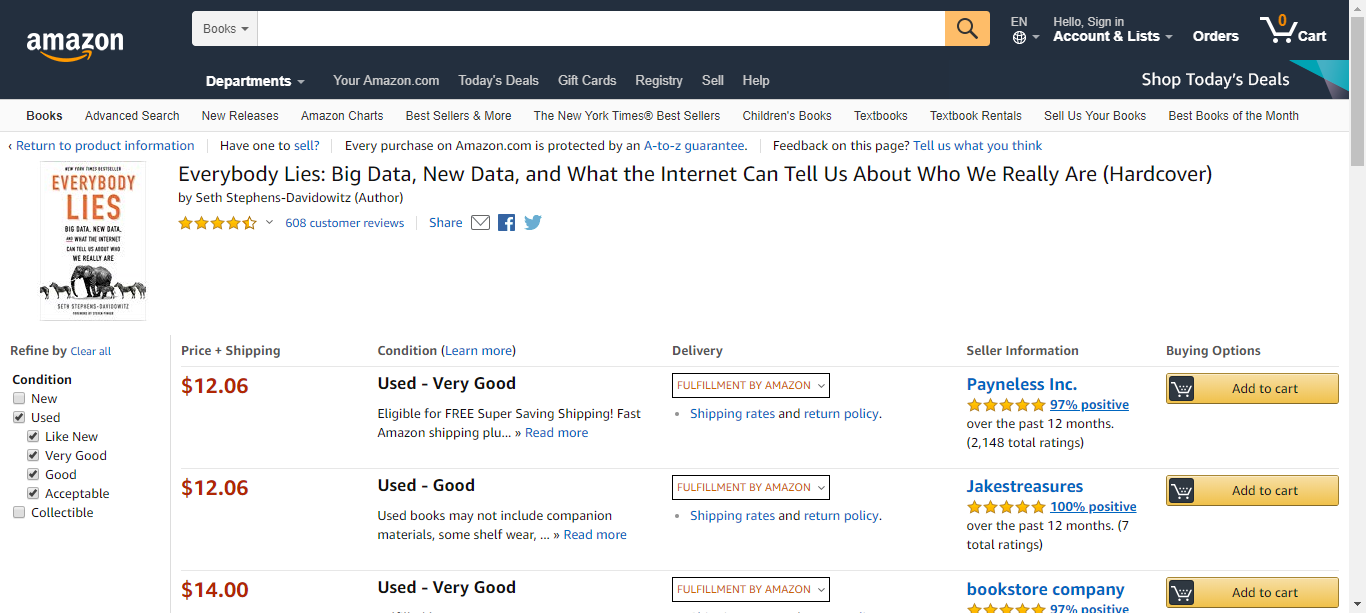 amazon
Books
EN
Hello, Sign in
Account & Lists
Orders
0
Cart
Departments
Your Amazon.com
Today's Deals
Gift Cards
Registry
Sell
Help
Shop Today's Deals
Books
Advanced Search
New Releases
Amazon Charts
Best Sellers & More
The New York Times® Best Sellers
Children's Books
Textbooks
Textbook Rentals
Sell Us Your Books
Best Books of the Month
‹ Return to product information
Have one to sell?
Every purchase on Amazon.com is protected by an A-to-z guarantee.
Feedback on this page? Tell us what you think
NEW YORK TIMES BESTSELLER
EVERYBODY
LIES
BIG DATA, NEW DATA,
AND WHAT THE INTERNET
CAN TELL US ABOUT WHO
WE REALLY ARE
SETH STEPHENS-DAVIDOWITZ
FOREWORD BY STEVEN PINKER
Everybody Lies: Big Data, New Data, and What the Internet Can Tell Us About Who We Really Are (Hardcover)
by Seth Stephens-Davidowitz (Author)
608 customer reviews
Share
Refine by Clear all
Condition
New
Used
Like New
Very Good
Good
Acceptable
Collectible
Price + Shipping
Condition (Learn more)
Delivery
Seller Information
Buying Options
$12.06
Used - Very Good
Eligible for FREE Super Saving Shipping! Fast
Amazon shipping plu... » Read more
FULFILLMENT BY AMAZON
• Shipping rates and return policy.
Payneless Inc.
97% positive
over the past 12 months.
(2,148 total ratings)
Add to cart
$12.06
Used - Good
Used books may not include companion
materials, some shelf wear, ... » Read more
FULFILLMENT BY AMAZON
• Shipping rates and return policy.
Jakestreasures
100% positive
over the past 12 months. (7
total ratings)
Add to cart
$14.00
Used - Very Good
FULFILLMENT BY AMAZON
bookstore company
97% positive
Add to cart